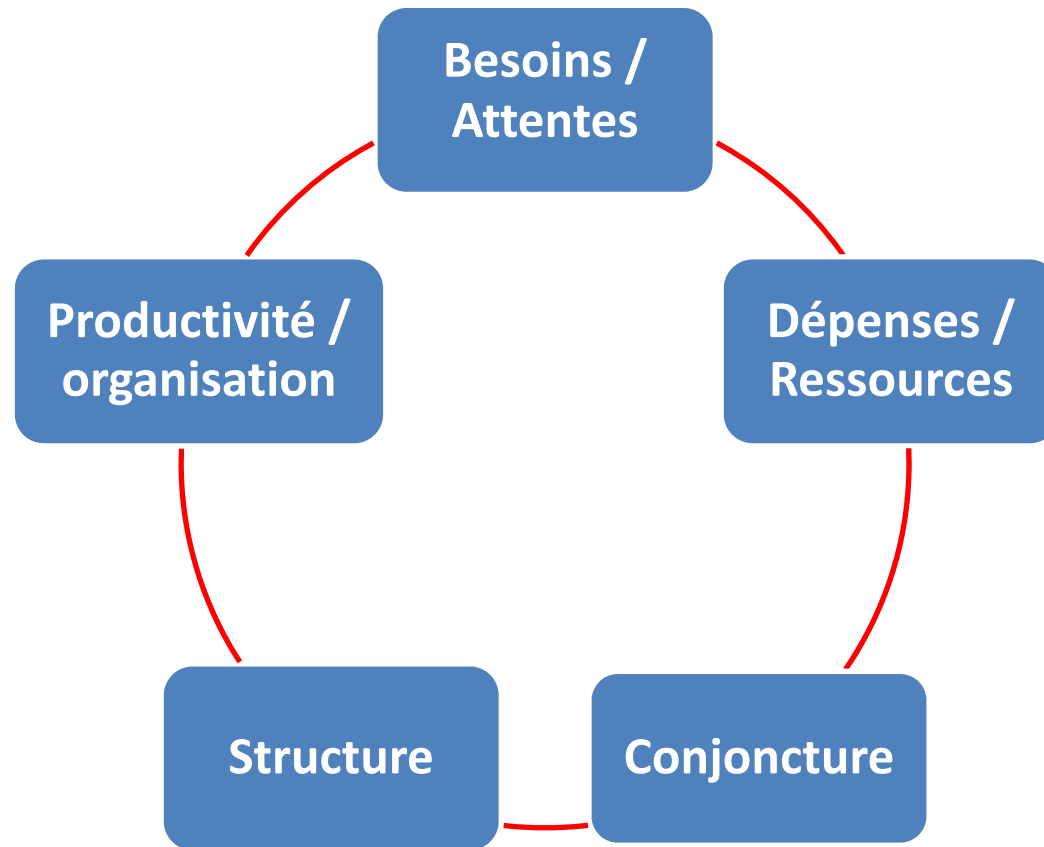 Besoins /
Attentes
Productivité /
organisation
Dépenses /
Ressources
Structure
Conjoncture